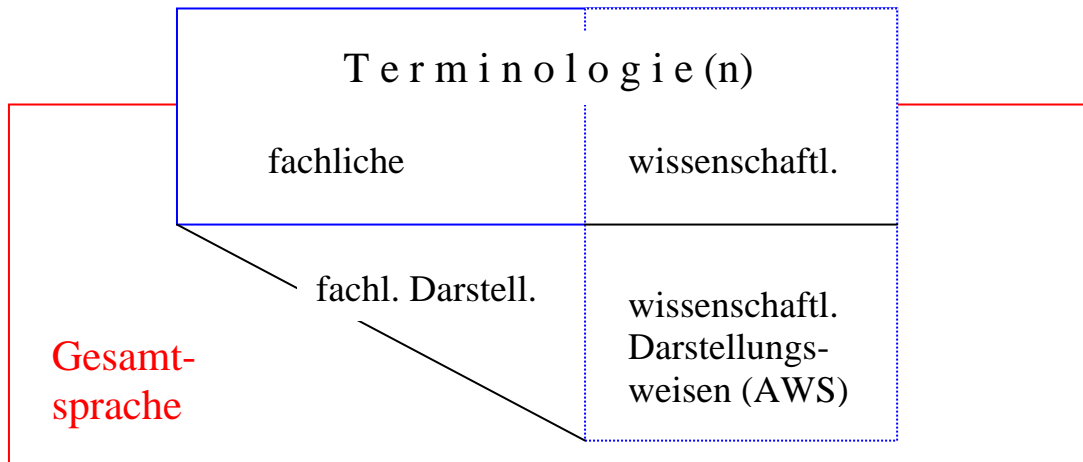 T e r m i n o l o g i e (n)
fachliche
wissenschaftl.
fachl. Darstell.
wissenschaftl.
Darstellungs-
weisen (AWS)
Gesamt-
sprache